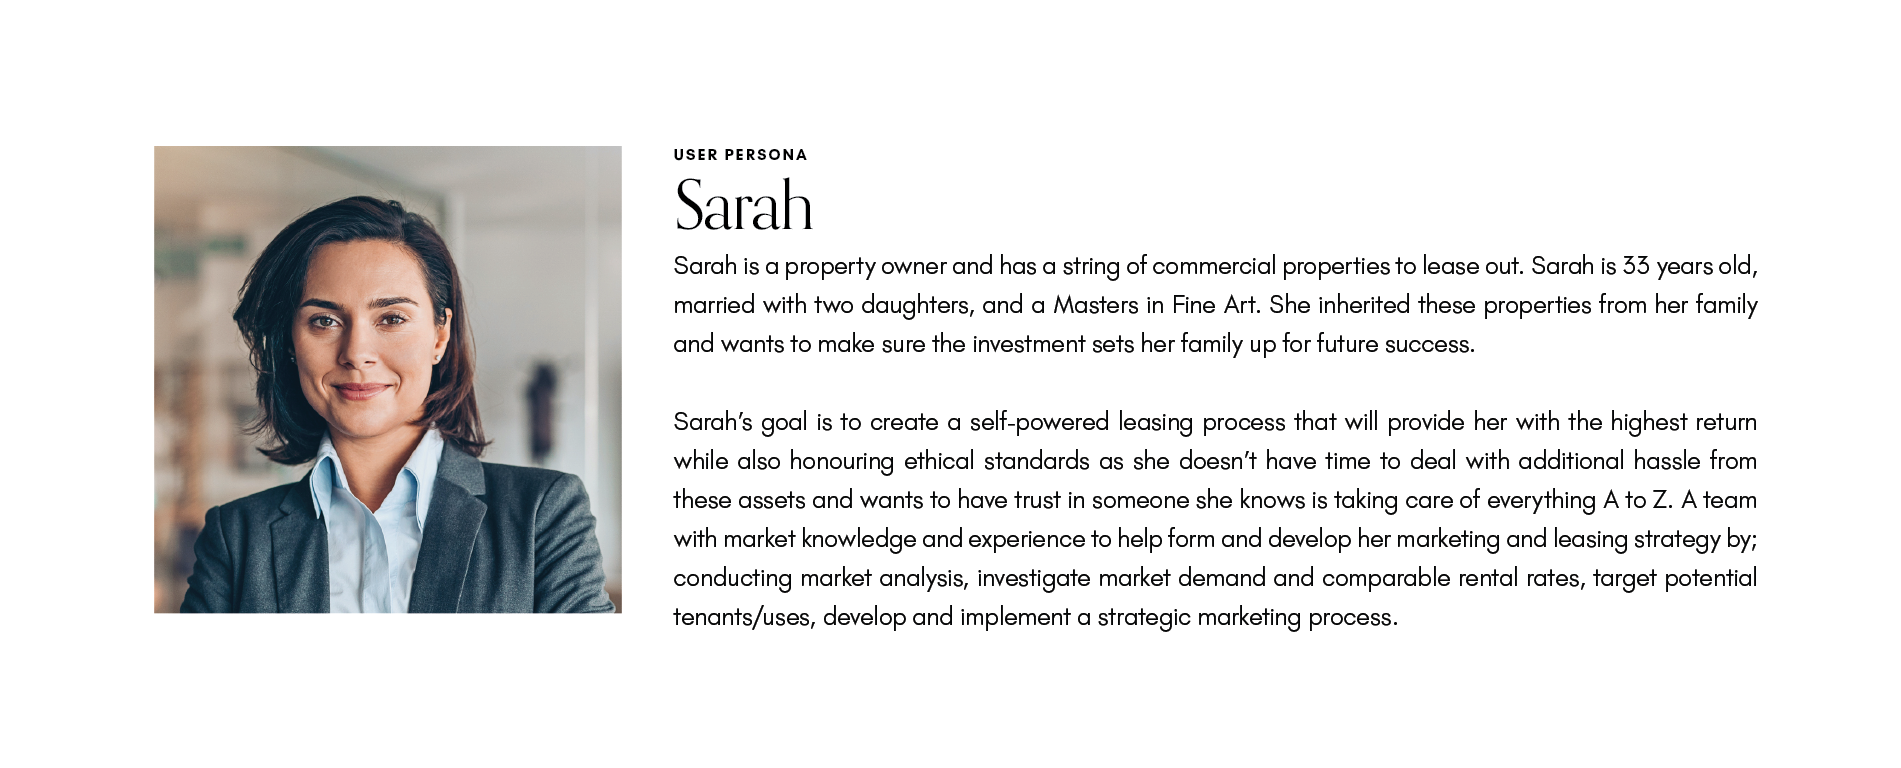 USER PERSONA
Sarah
Sarah is a property owner and has a string of commercial properties to lease out. Sarah is 33 years old,
married with two daughters, and a Masters in Fine Art. She inherited these properties from her family
and wants to make sure the investment sets her family up for future success.
Sarah’s goal is to create a self-powered leasing process that will provide her with the highest return
while also honouring ethical standards as she doesn’t have time to deal with additional hassle from
these assets and wants to have trust in someone she knows is taking care of everything A to Z. A team
with market knowledge and experience to help form and develop her marketing and leasing strategy by;
conducting market analysis, investigate market demand and comparable rental rates, target potential
tenants/uses, develop and implement a strategic marketing process.